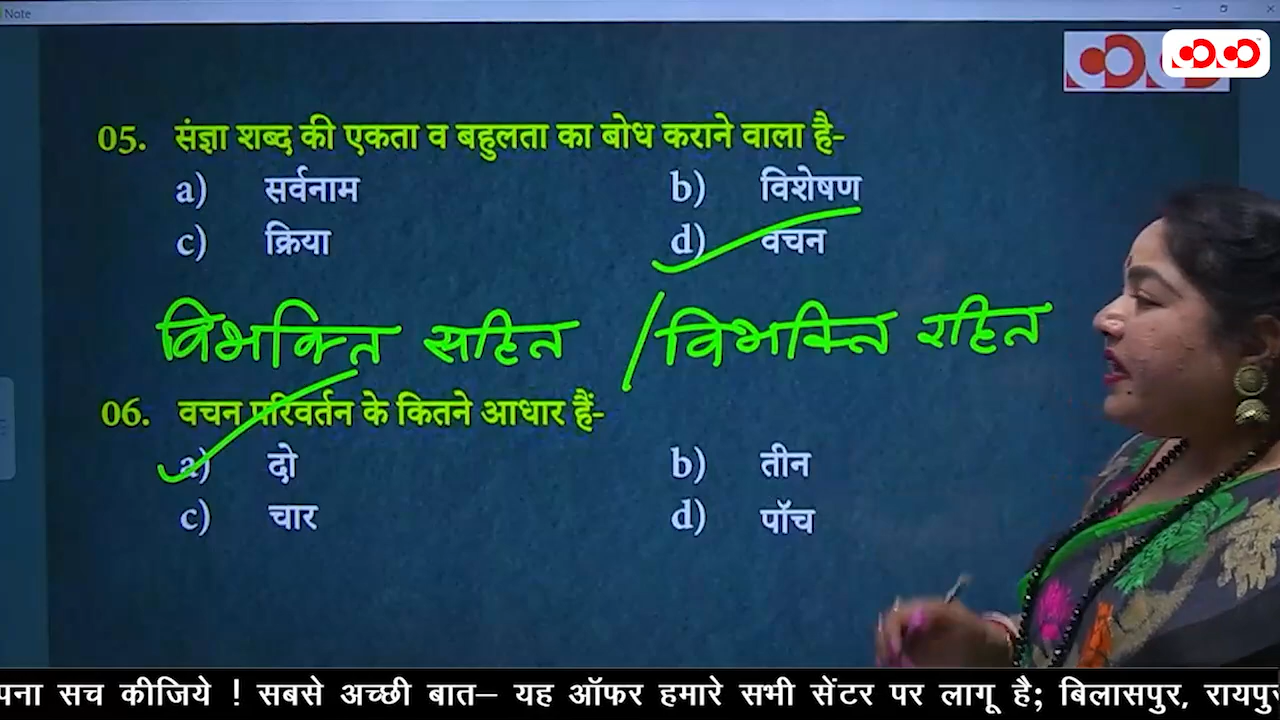 Note
05. संज्ञा शब्द की एकता व बहुलता का बोध कराने वाला है-
a) सर्वनाम b) विशेषण
c) क्रिया d) वचन
विभक्ति सहित / विभक्ति रहित
06. वचन परिवर्तन के कितने आधार हैं-
a) दो b) तीन
c) चार d) पॉच
पना सच कीजिये ! सबसे अच्छी बात– यह ऑफर हमारे सभी सेंटर पर लागू है; बिलासपुर, रायपुर